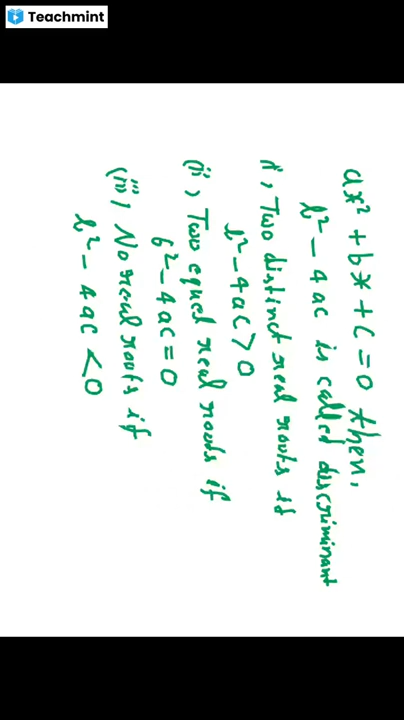 Teachmint
ax² + bx + c = 0 then,
b² - 4ac is called discriminant
(i), Two distinct real roots if
b² - 4ac > 0
(ii), Two equal real roots if
b² - 4ac = 0
(iii), No real roots if
b² - 4ac < 0